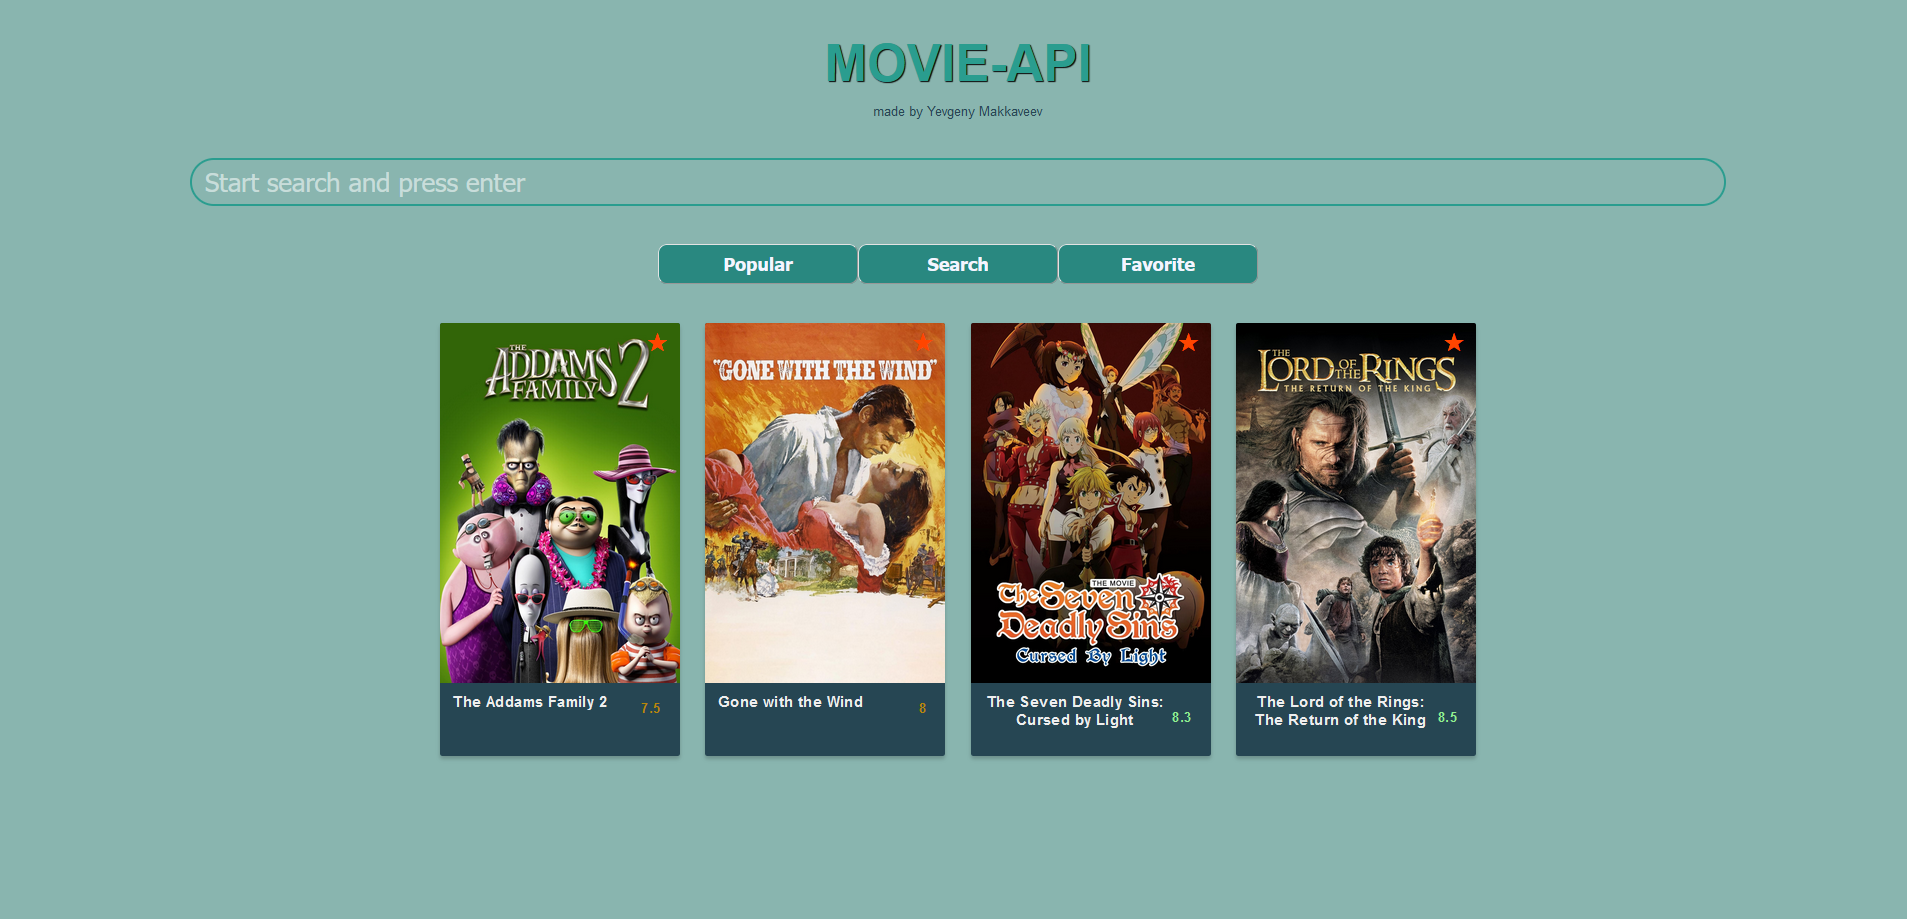 MOVIE-API
made by Yevgeny Makkaveev
Start search and press enter
Popular
Search
Favorite
THE
ADDAMS
FAMILY 2
"GONE WITH THE WIND"
THE MOVIE
The Seven
Deadly Sins
Cursed By Light
THE
LORD OF THE RINGS
THE RETURN OF THE KING
The Addams Family 2
7.5
Gone with the Wind
8
The Seven Deadly Sins:
Cursed by Light
8.3
The Lord of the Rings:
The Return of the King
8.5